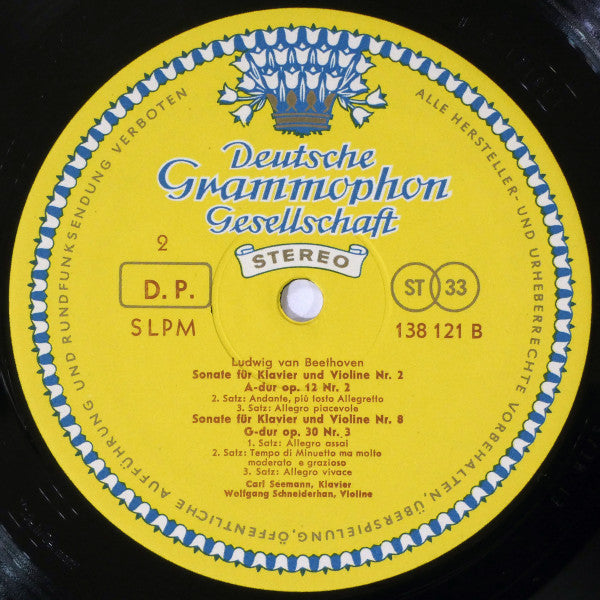 ALLE HERSTELLER- UND URHEBERRECHTE VORBEHALTEN, ÜBERSPIELUNG, ÖFFENTLICHE AUFFÜHRUNG UND RUNDFUNKSENDUNG VERBOTEN
Deutsche
Grammophon
Gesellschaft
STEREO
2
D. P.
SLPM
ST 33
138 121 B
Ludwig van Beethoven
Sonate für Klavier und Violine Nr. 2
A-dur op. 12 Nr. 2
2. Satz: Andante, più tosto Allegretto
3. Satz: Allegro piacevole
Sonate für Klavier und Violine Nr. 8
G-dur op. 30 Nr. 3
1. Satz: Allegro assai
2. Satz: Tempo di Minuetto ma molto
moderato e grazioso
3. Satz: Allegro vivace
Carl Seemann, Klavier
Wolfgang Schneiderhan, Violine